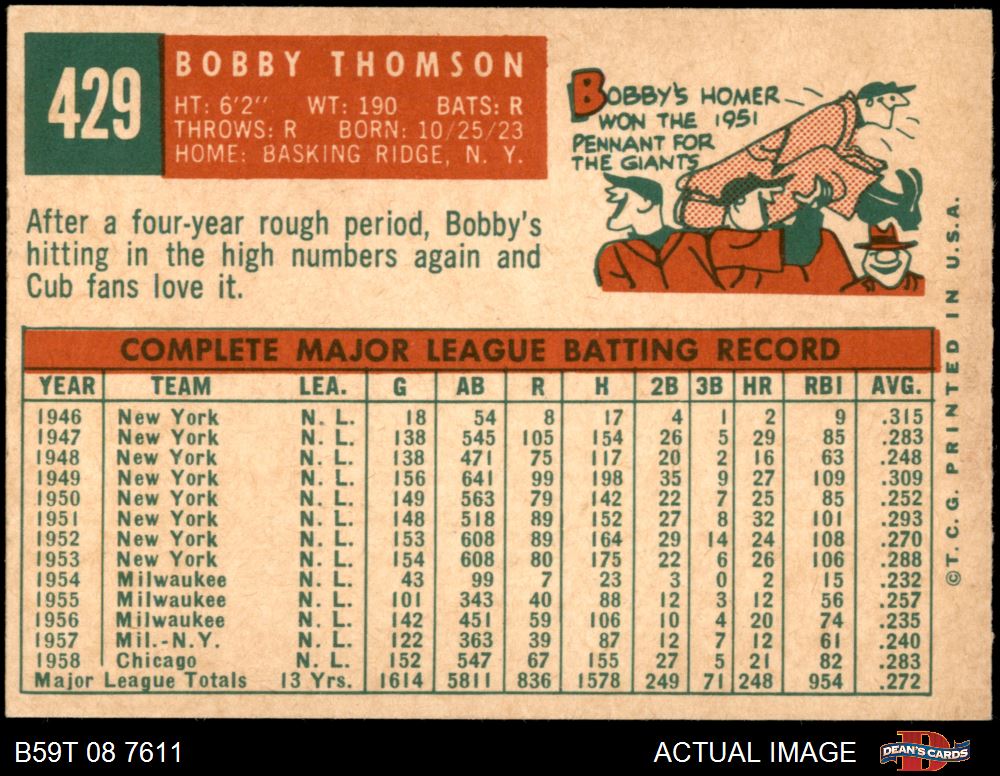 429
BOBBY THOMSON
HT: 6'2" WT: 190 BATS: R
THROWS: R BORN: 10/25/23
HOME: BASKING RIDGE, N. Y.
BOBBY'S HOMER
WON THE 1951
PENNANT FOR
THE GIANTS
After a four-year rough period, Bobby's
hitting in the high numbers again and
Cub fans love it.
COMPLETE MAJOR LEAGUE BATTING RECORD
YEAR TEAM LEA. G AB R H 2B 3B HR RBI AVG.
1946 New York N. L. 18 54 8 17 4 1 2 9 .315
1947 New York N. L. 138 545 105 154 26 5 29 85 .283
1948 New York N. L. 138 471 75 117 20 2 16 63 .248
1949 New York N. L. 156 641 99 198 35 9 27 109 .309
1950 New York N. L. 149 563 79 142 22 7 25 85 .252
1951 New York N. L. 148 518 89 152 27 8 32 101 .293
1952 New York N. L. 153 608 89 164 29 14 24 108 .270
1953 New York N. L. 154 608 80 175 22 6 26 106 .288
1954 Milwaukee N. L. 43 99 7 23 3 0 2 15 .232
1955 Milwaukee N. L. 101 343 40 88 12 3 12 56 .257
1956 Milwaukee N. L. 142 451 59 106 10 4 20 74 .235
1957 Mil.-N.Y. N. L. 122 363 39 87 12 7 12 61 .240
1958 Chicago N. L. 152 547 67 155 27 5 21 82 .283
Major League Totals 13 Yrs. 1614 5811 836 1578 249 71 248 954 .272
©T. C. G. PRINTED IN U.S.A.
B59T 08 7611
ACTUAL IMAGE
D
DEAN'S CARDS